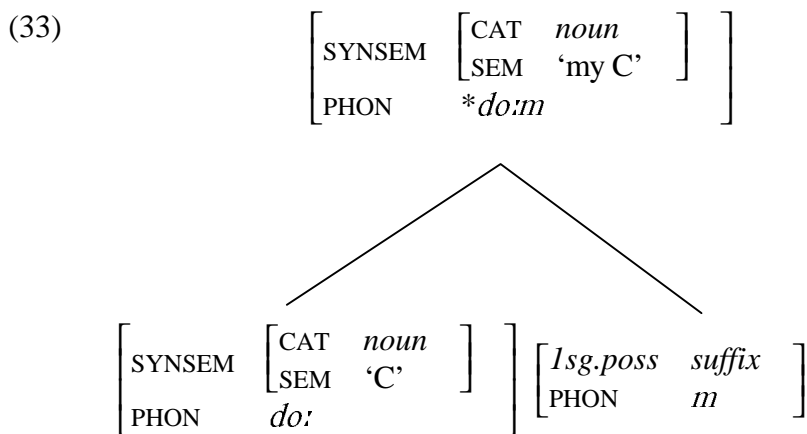 (33)
SYNSEM [CAT noun
SEM ‘my C’]
PHON *do:m
SYNSEM [CAT noun
SEM ‘C’]
PHON do:
1sg.poss suffix
PHON m